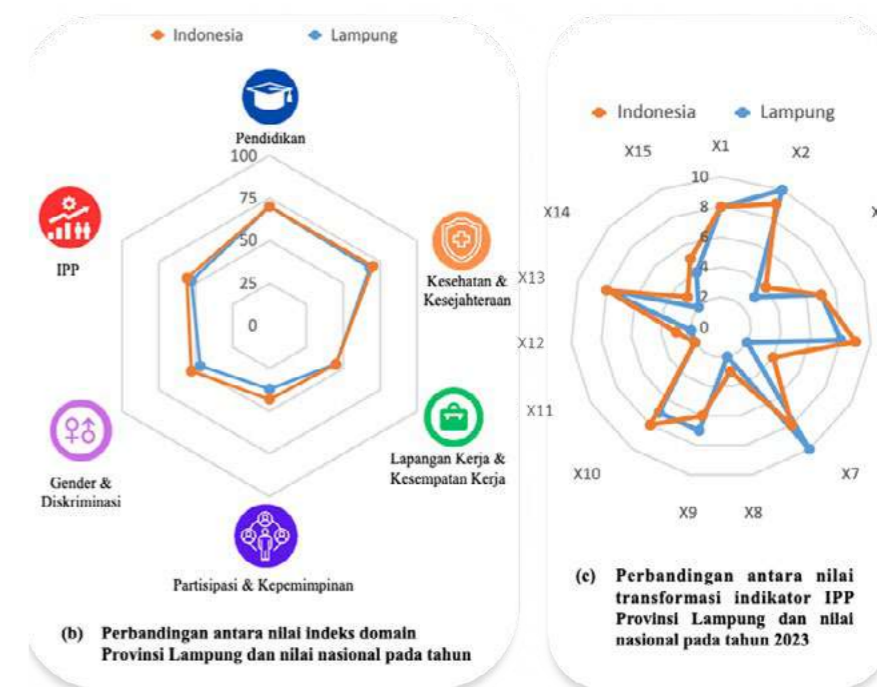 Indonesia
Lampung
Pendidikan
100
75
50
25
0
Kesehatan &
Kesejahteraan
Lapangan Kerja &
Kesempatan Kerja
Partisipasi & Kepemimpinan
Gender &
Diskriminasi
IPP
(b) Perbandingan antara nilai indeks domain
Provinsi Lampung dan nilai nasional pada tahun
Indonesia
Lampung
X1
X2
X15
X14
X13
X12
X11
X10
X9
X8
X7
10
8
6
4
2
0
(c) Perbandingan antara nilai
transformasi indikator IPP
Provinsi Lampung dan nilai
nasional pada tahun 2023